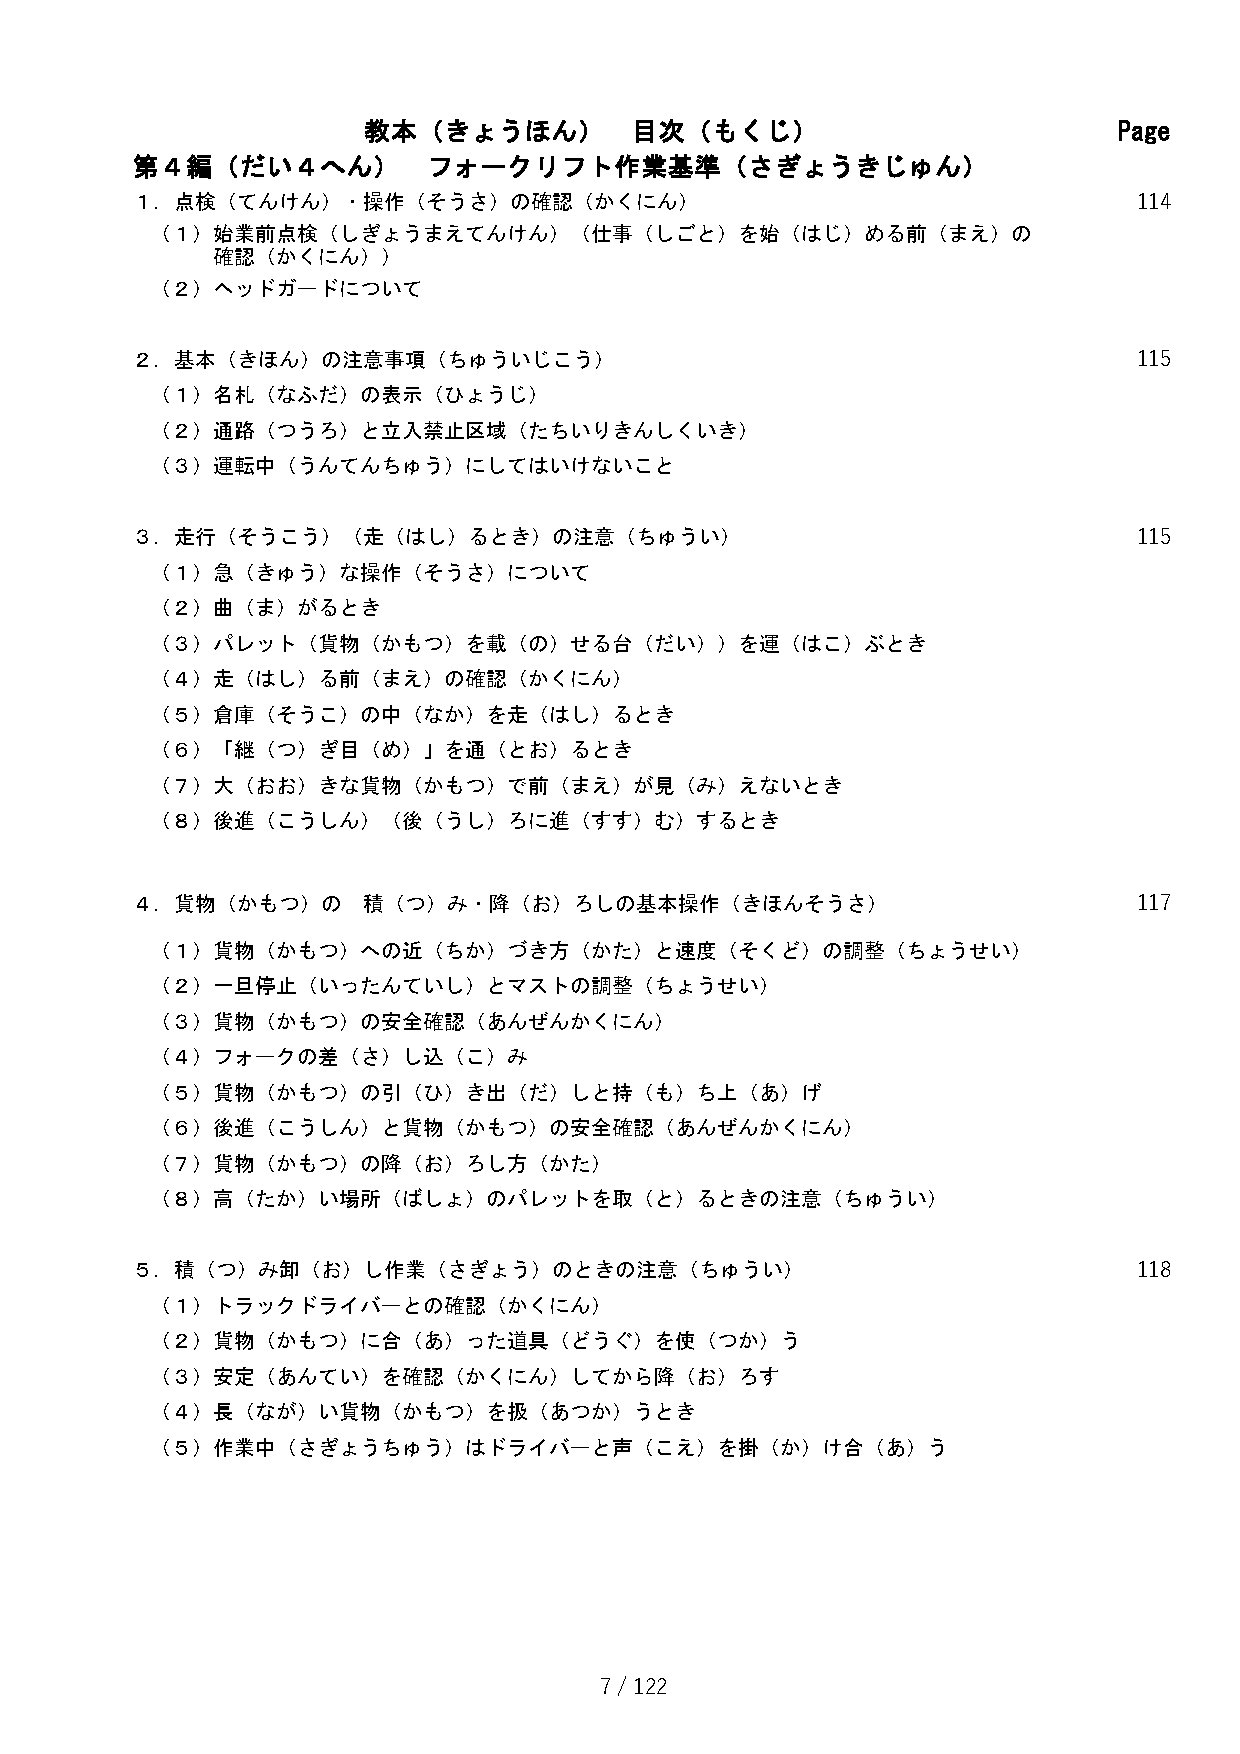 教本（きょうほん）　目次（もくじ）　Page
第４編（だい４へん）　フォークリフト作業基準（さぎょうきじゅん）
１．点検（てんけん）・操作（そうさ）の確認（かくにん）　114
（１）始業前点検（しぎょうまえてんけん）（仕事（しごと）を始（はじ）める前（まえ）の
確認（かくにん））
（２）ヘッドガードについて
２．基本（きほん）の注意事項（ちゅういじこう）　115
（１）名札（なふだ）の表示（ひょうじ）
（２）通路（つうろ）と立入禁止区域（たちいりきんしくいき）
（３）運転中（うんてんちゅう）にしてはいけないこと
３．走行（そうこう）（走（はし）るとき）の注意（ちゅうい）　115
（１）急（きゅう）な操作（そうさ）について
（２）曲（ま）がるとき
（３）パレット（貨物（かもつ）を載（の）せる台（だい））を運（はこ）ぶとき
（４）走（はし）る前（まえ）の確認（かくにん）
（５）倉庫（そうこ）の中（なか）を走（はし）るとき
（６）「継（つ）ぎ目（め）」を通（とお）るとき
（７）大（おお）きな貨物（かもつ）で前（まえ）が見（み）えないとき
（８）後進（こうしん）（後（うし）ろに進（すす）む）するとき
４．貨物（かもつ）の　積（つ）み・降（お）ろしの基本操作（きほんそうさ）　117
（１）貨物（かもつ）への近（ちか）づき方（かた）と速度（そくど）の調整（ちょうせい）
（２）一旦停止（いったんていし）とマストの調整（ちょうせい）
（３）貨物（かもつ）の安全確認（あんぜんかくにん）
（４）フォークの差（さ）し込（こ）み
（５）貨物（かもつ）の引（ひ）き出（だ）しと持（も）ち上（あ）げ
（６）後進（こうしん）と貨物（かもつ）の安全確認（あんぜんかくにん）
（７）貨物（かもつ）の降（お）ろし方（かた）
（８）高（たか）い場所（ばしょ）のパレットを取（と）るときの注意（ちゅうい）
５．積（つ）み卸（お）し作業（さぎょう）のときの注意（ちゅうい）　118
（１）トラックドライバーとの確認（かくにん）
（２）貨物（かもつ）に合（あ）った道具（どうぐ）を使（つか）う
（３）安定（あんてい）を確認（かくにん）してから降（お）ろす
（４）長（なが）い貨物（かもつ）を扱（あつか）うとき
（５）作業中（さぎょうちゅう）はドライバーと声（こえ）を掛（か）け合（あ）う
7 / 122